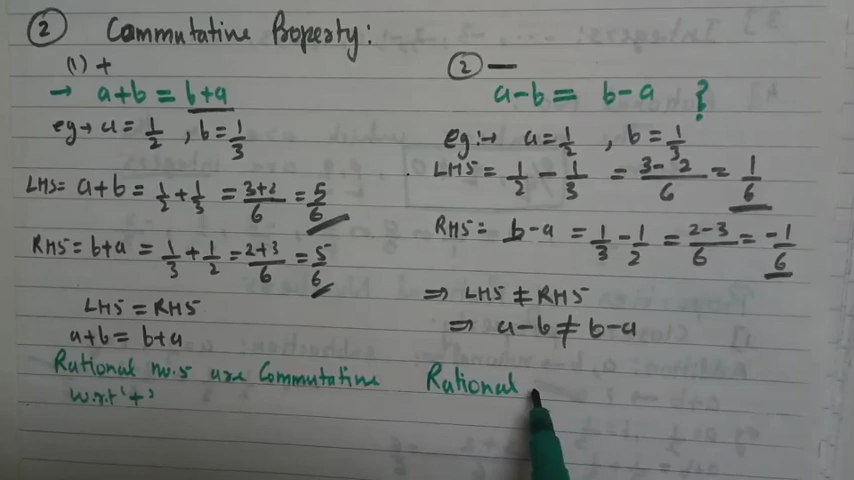 ② Commutative Property:
(1) +
→ a+b = b+a
eg→ a = 1/2 , b = 1/3
LHS = a+b = 1/2 + 1/3 = 3+2/6 = 5/6
RHS = b+a = 1/3 + 1/2 = 2+3/6 = 5/6
LHS = RHS
a+b = b+a
Rational no.s are Commutative
w.r.t '+'
② —
a-b = b-a ?
eg:→ a = 1/2 , b = 1/3
LHS = 1/2 - 1/3 = 3-2/6 = 1/6
RHS = b-a = 1/3 - 1/2 = 2-3/6 = -1/6
⇒ LHS ≠ RHS
⇒ a-b ≠ b-a
Rational